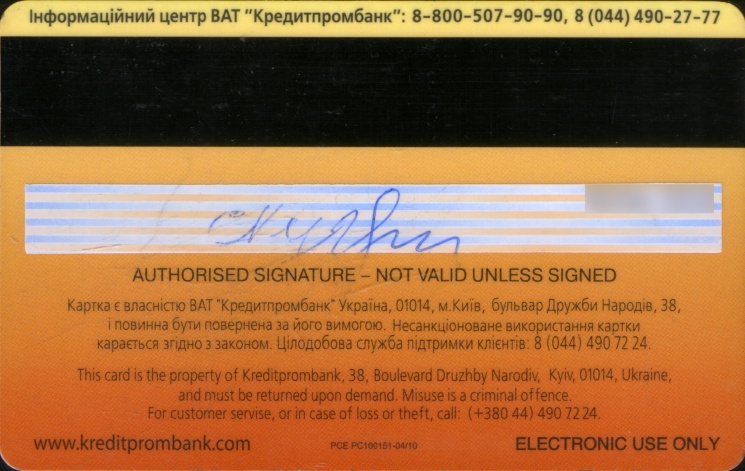 Інформаційний центр ВАТ "Кредитпромбанк": 8-800-507-90-90, 8 (044) 490-27-77
AUTHORISED SIGNATURE – NOT VALID UNLESS SIGNED
Картка є власністю ВАТ "Кредитпромбанк" Україна, 01014, м.Київ, бульвар Дружби Народів, 38,
і повинна бути повернена за його вимогою. Несанкціоноване використання картки
карається згідно з законом. Цілодобова служба підтримки клієнтів: 8 (044) 490 72 24.
This card is the property of Kreditprombank, 38, Boulevard Druzhby Narodiv, Kyiv, 01014, Ukraine,
and must be returned upon demand. Misuse is a criminal offence.
For customer servise, or in case of loss or theft, call: (+380 44) 490 72 24.
www.kreditprombank.com PCE PC100151-04/10 ELECTRONIC USE ONLY